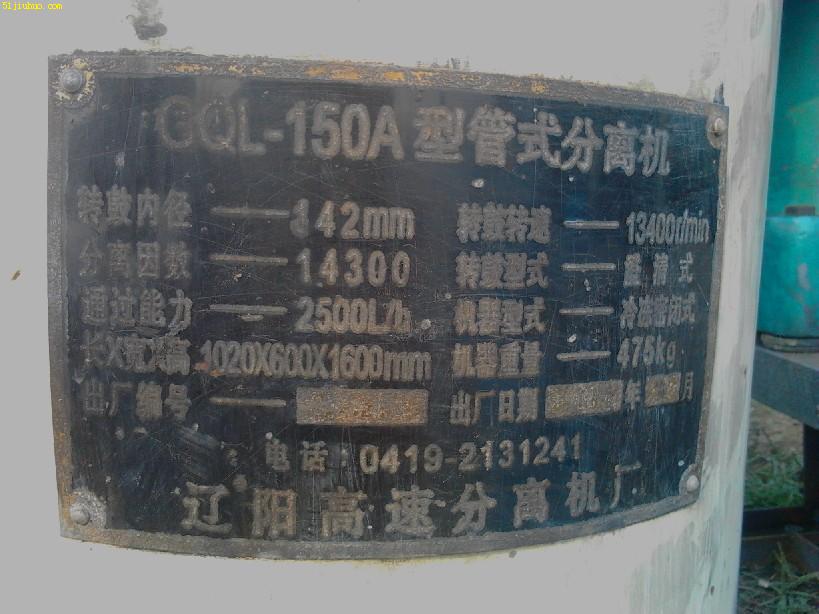 51jiuhuo.com
GQL-150A型管式分离机
转鼓内径 — 142mm 转鼓转速 — 13400r/min
分离因数 — 14300 转鼓型式 — 澄清式
通过能力 — 2500L/h 机器型式 — 冷冻密闭式
长X宽X高 1020X600X1600mm 机器重量 — 475kg
出厂编号 — 出厂日期 年 月
电话:0419-2131241
辽阳高速分离机厂